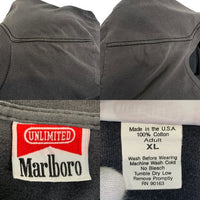 UNLIMITED
Marlboro
Made in the U.S.A.
100% Cotton
Adult
XL
Wash Before Wearing
Machine Wash Cold
No Bleach
Tumble Dry Low
Remove Promptly
RN 90163